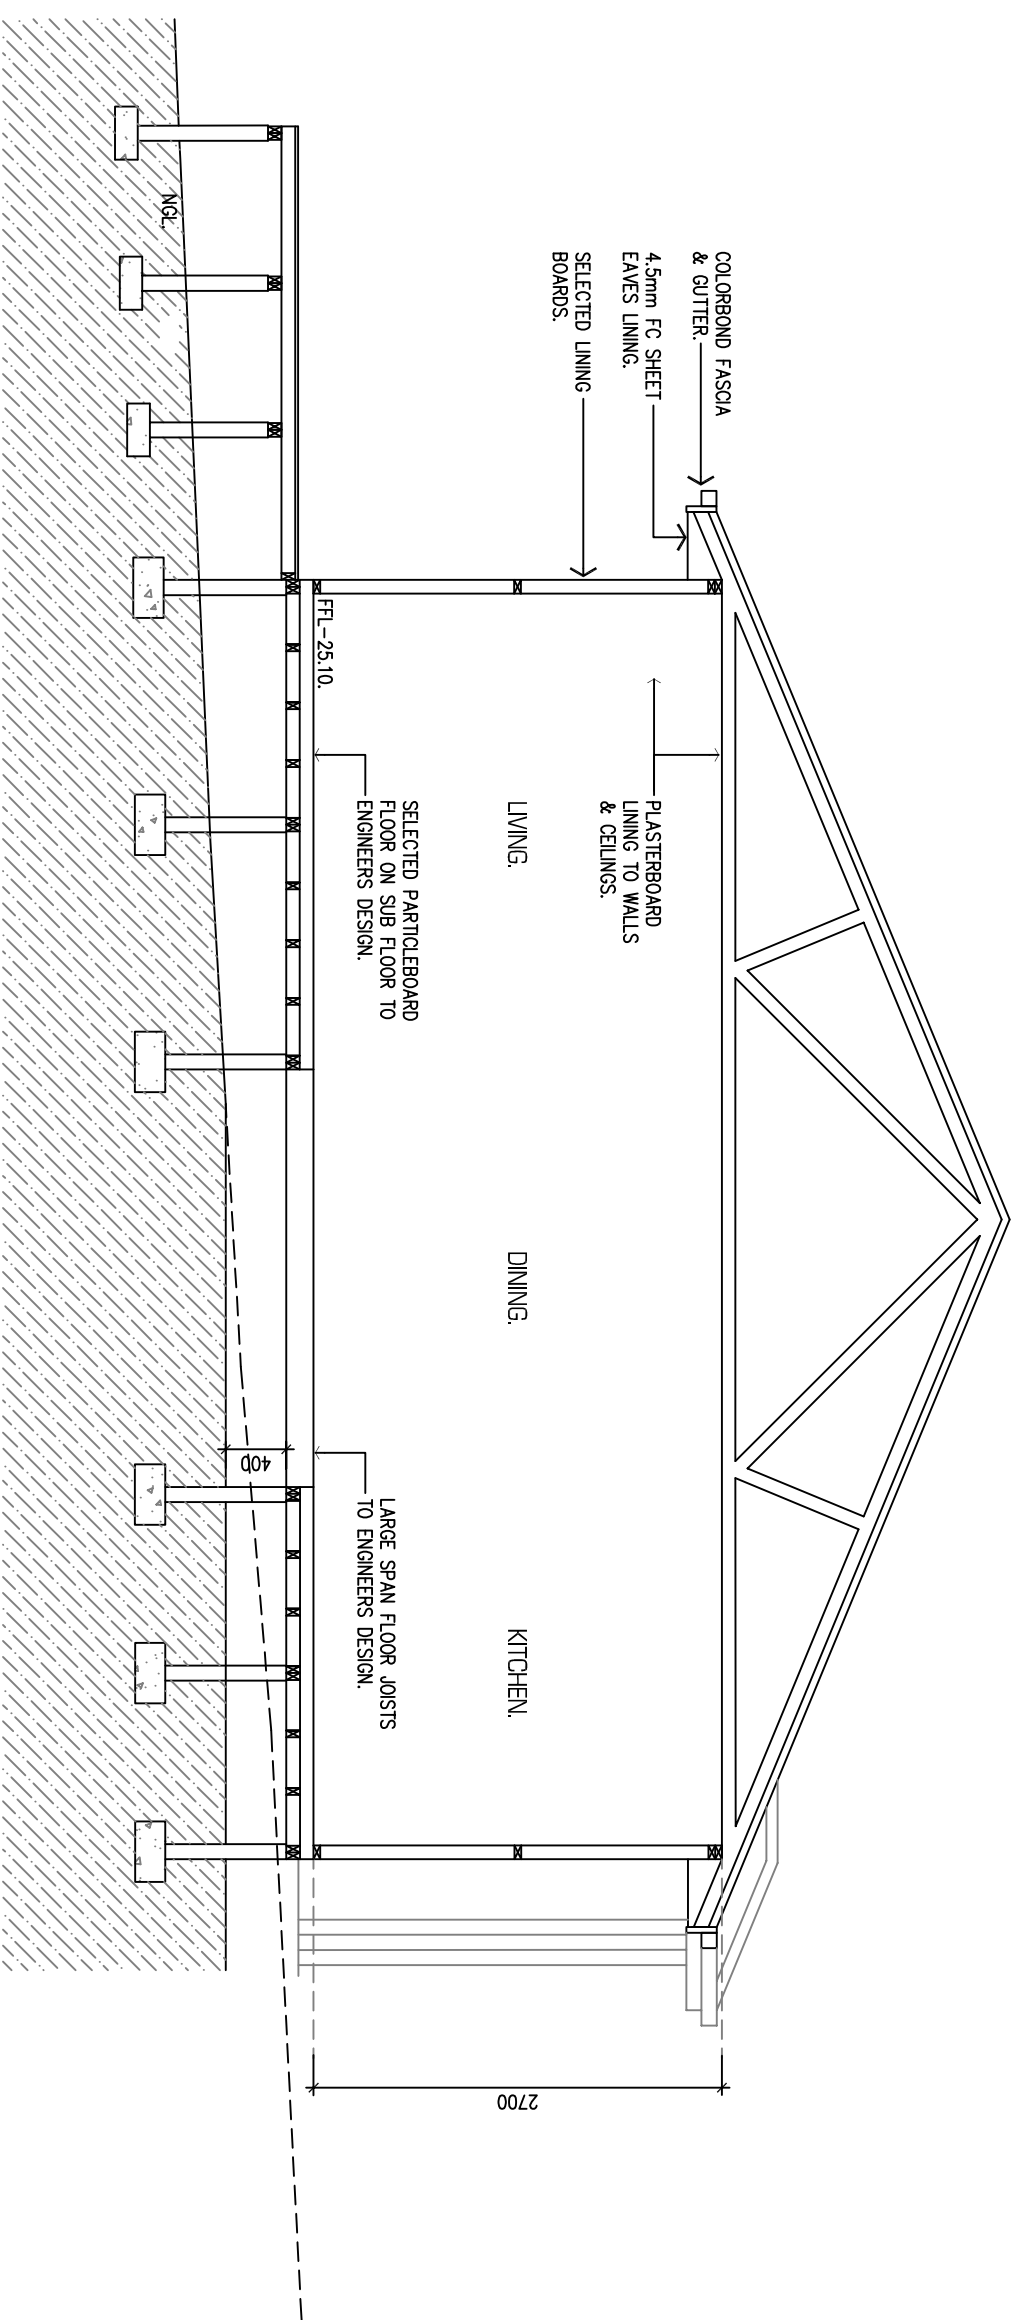 COLORBOND FASCIA
& GUTTER.
4.5mm FC SHEET
EAVES LINING.
SELECTED LINING
BOARDS.
PLASTERBOARD
LINING TO WALLS
& CEILINGS.
LIVING.
DINING.
KITCHEN.
2700
SELECTED PARTICLEBOARD
FLOOR ON SUB FLOOR TO
ENGINEERS DESIGN.
LARGE SPAN FLOOR JOISTS
TO ENGINEERS DESIGN.
FFL-25.10.
400
NGL.